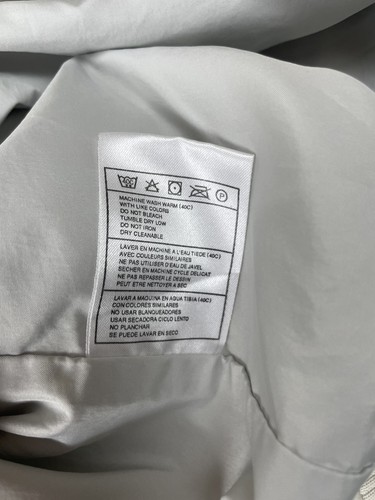 MACHINE WASH WARM (40C)
WITH LIKE COLORS
DO NOT BLEACH
TUMBLE DRY LOW
DO NOT IRON
DRY CLEANABLE
LAVER EN MACHINE A L'EAU TIEDE (40C)
AVEC COULEURS SIMILAIRES
NE PAS UTILISER D'EAU DE JAVEL
SECHER EN MACHINE CYCLE DELICAT
NE PAS REPASSER LE DESSIN
PEUT ETRE NETTOYER A SEC
LAVAR A MAQUINA EN AGUA TIBIA (40C)
CON COLORES SIMILARES
NO USAR BLANQUEADORES
USAR SECADORA CICLO LENTO
NO PLANCHAR
SE PUEDE LAVAR EN SECO.